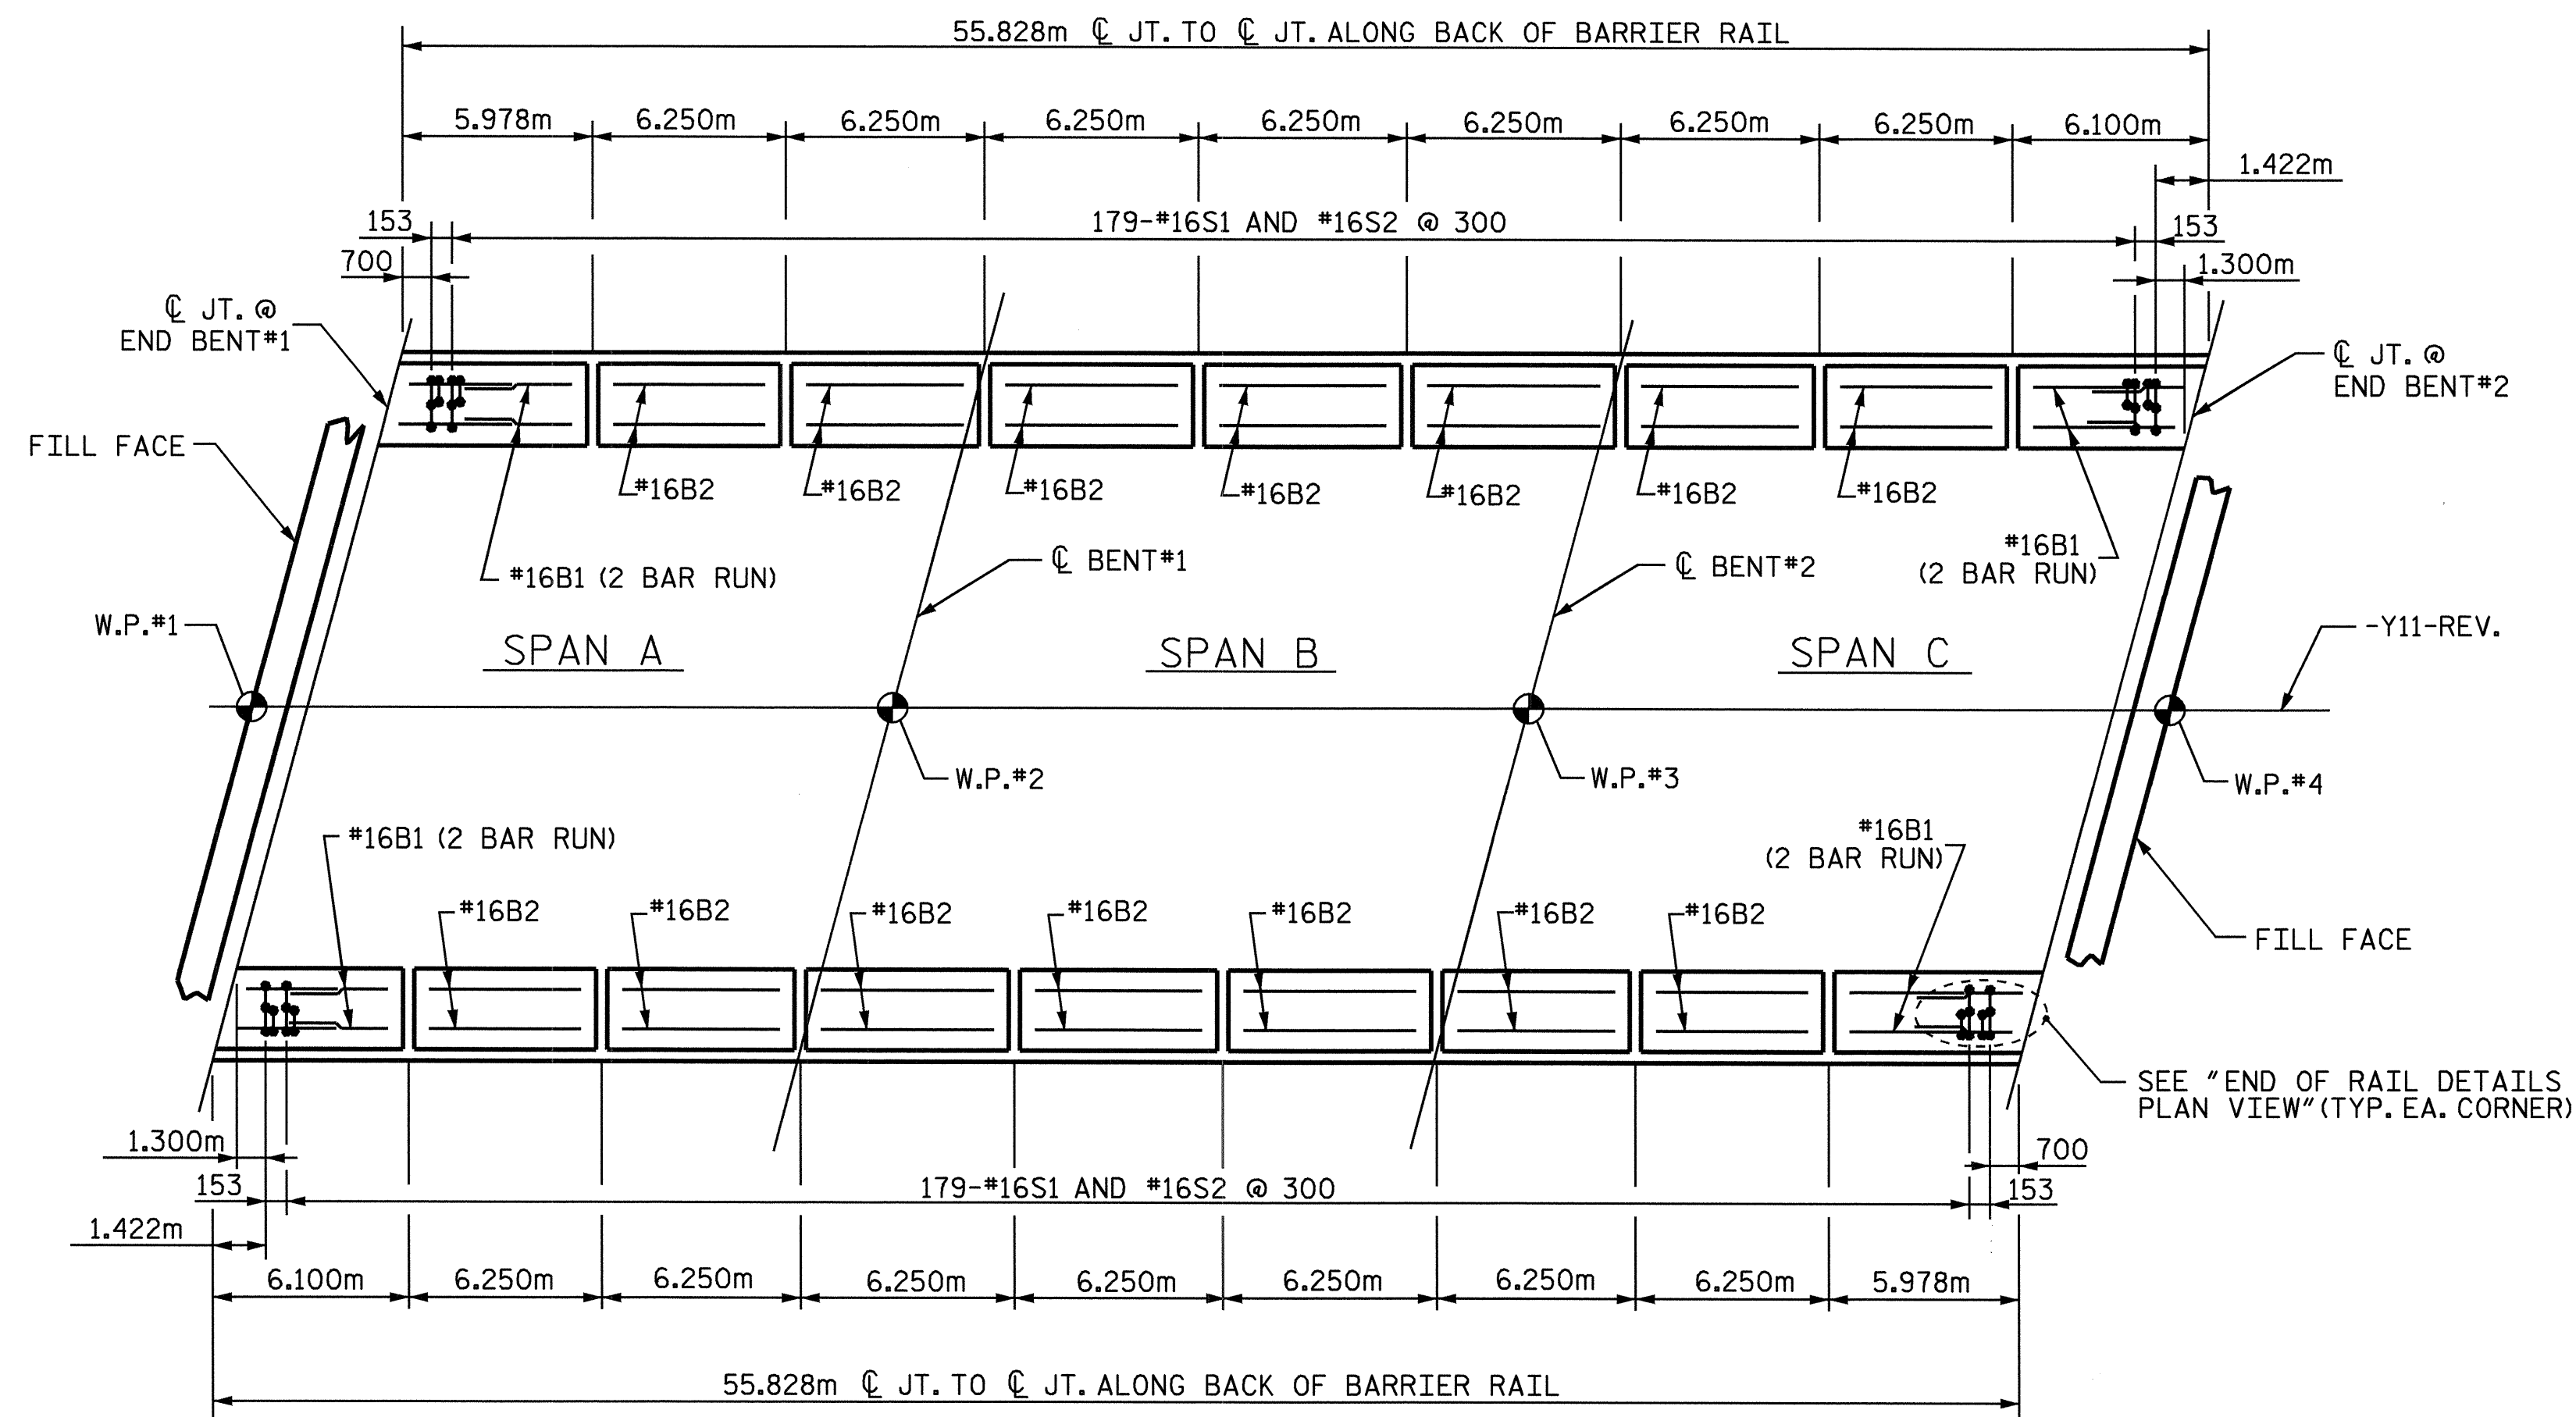 55.828m ℄ JT. TO ℄ JT. ALONG BACK OF BARRIER RAIL
5.978m 6.250m 6.250m 6.250m 6.250m 6.250m 6.250m 6.250m 6.100m
1.422m
153 179-#16S1 AND #16S2 @ 300 153
700 1.300m
℄ JT. @
END BENT#1
℄ JT. @
END BENT#2
FILL FACE
#16B2 #16B2 #16B2 #16B2 #16B2 #16B2 #16B2
#16B1 (2 BAR RUN)
℄ BENT#1
℄ BENT#2
#16B1
(2 BAR RUN)
W.P.#1
SPAN A SPAN B SPAN C
-Y11-REV.
W.P.#2
W.P.#3
W.P.#4
#16B1 (2 BAR RUN)
#16B1
(2 BAR RUN)
#16B2 #16B2 #16B2 #16B2 #16B2 #16B2 #16B2
FILL FACE
SEE "END OF RAIL DETAILS
PLAN VIEW" (TYP. EA. CORNER)
1.300m 700
153 179-#16S1 AND #16S2 @ 300 153
1.422m
6.100m 6.250m 6.250m 6.250m 6.250m 6.250m 6.250m 6.250m 5.978m
55.828m ℄ JT. TO ℄ JT. ALONG BACK OF BARRIER RAIL